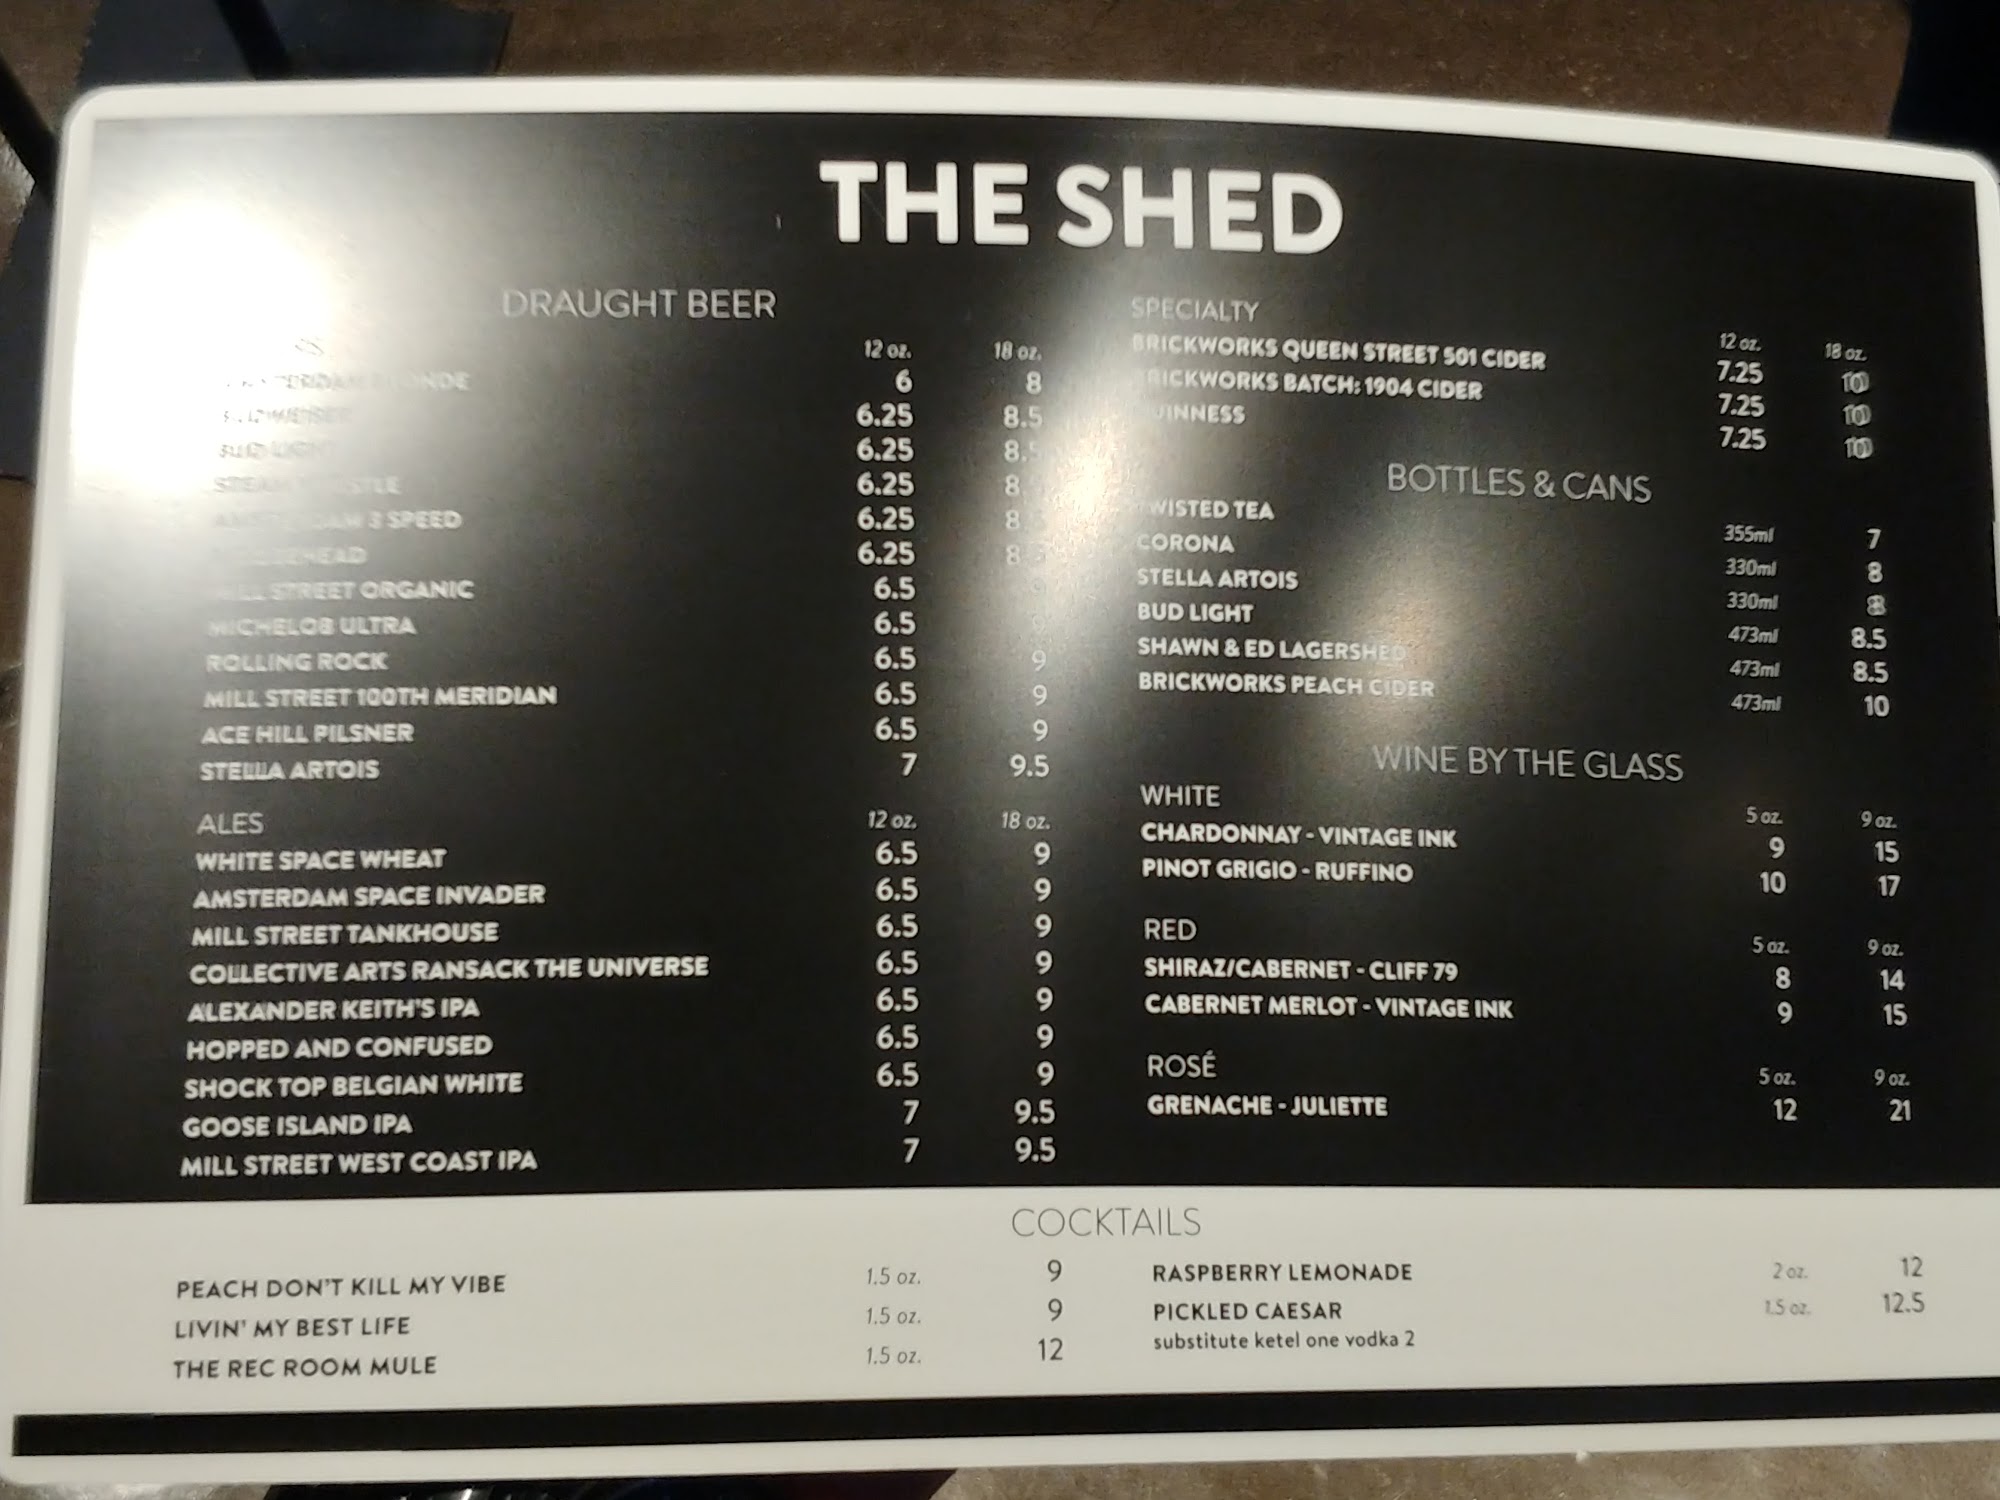 THE SHED
DRAUGHT BEER
12 oz. 18 oz.
6 8
6.25 8.5
6.25
STEAM 6.25
3 SPEED 6.25
6.25
STREET ORGANIC 6.5
MICHELOB ULTRA 6.5
ROLLING ROCK 6.5 9
MILL STREET 100TH MERIDIAN 6.5 9
ACE HILL PILSNER 6.5 9
STELLA ARTOIS 7 9.5
ALES 12 oz. 18 oz.
WHITE SPACE WHEAT 6.5 9
AMSTERDAM SPACE INVADER 6.5 9
MILL STREET TANKHOUSE 6.5 9
COLLECTIVE ARTS RANSACK THE UNIVERSE 6.5 9
ALEXANDER KEITH'S IPA 6.5 9
HOPPED AND CONFUSED 6.5 9
SHOCK TOP BELGIAN WHITE 6.5 9
GOOSE ISLAND IPA 7 9.5
MILL STREET WEST COAST IPA 7 9.5
SPECIALTY 12 oz. 18 oz.
BRICKWORKS QUEEN STREET 501 CIDER 7.25 10
BRICKWORKS BATCH: 1904 CIDER 7.25 10
GUINNESS 7.25 10
BOTTLES & CANS
TWISTED TEA 355ml 7
CORONA 330ml 8
STELLA ARTOIS 330ml 8
BUD LIGHT 473ml 8.5
SHAWN & ED LAGERSHED 473ml 8.5
BRICKWORKS PEACH CIDER 473ml 10
WINE BY THE GLASS
WHITE 5 oz. 9 oz.
CHARDONNAY - VINTAGE INK 9 15
PINOT GRIGIO - RUFFINO 10 17
RED 5 oz. 9 oz.
SHIRAZ/CABERNET - CLIFF 79 8 14
CABERNET MERLOT - VINTAGE INK 9 15
ROSÉ 5 oz. 9 oz.
GRENACHE - JULIETTE 12 21
COCKTAILS
PEACH DON'T KILL MY VIBE 1.5 oz. 9
LIVIN' MY BEST LIFE 1.5 oz. 9
THE REC ROOM MULE 1.5 oz. 12
RASPBERRY LEMONADE 2 oz. 12
PICKLED CAESAR 1.5 oz. 12.5
substitute ketel one vodka 2